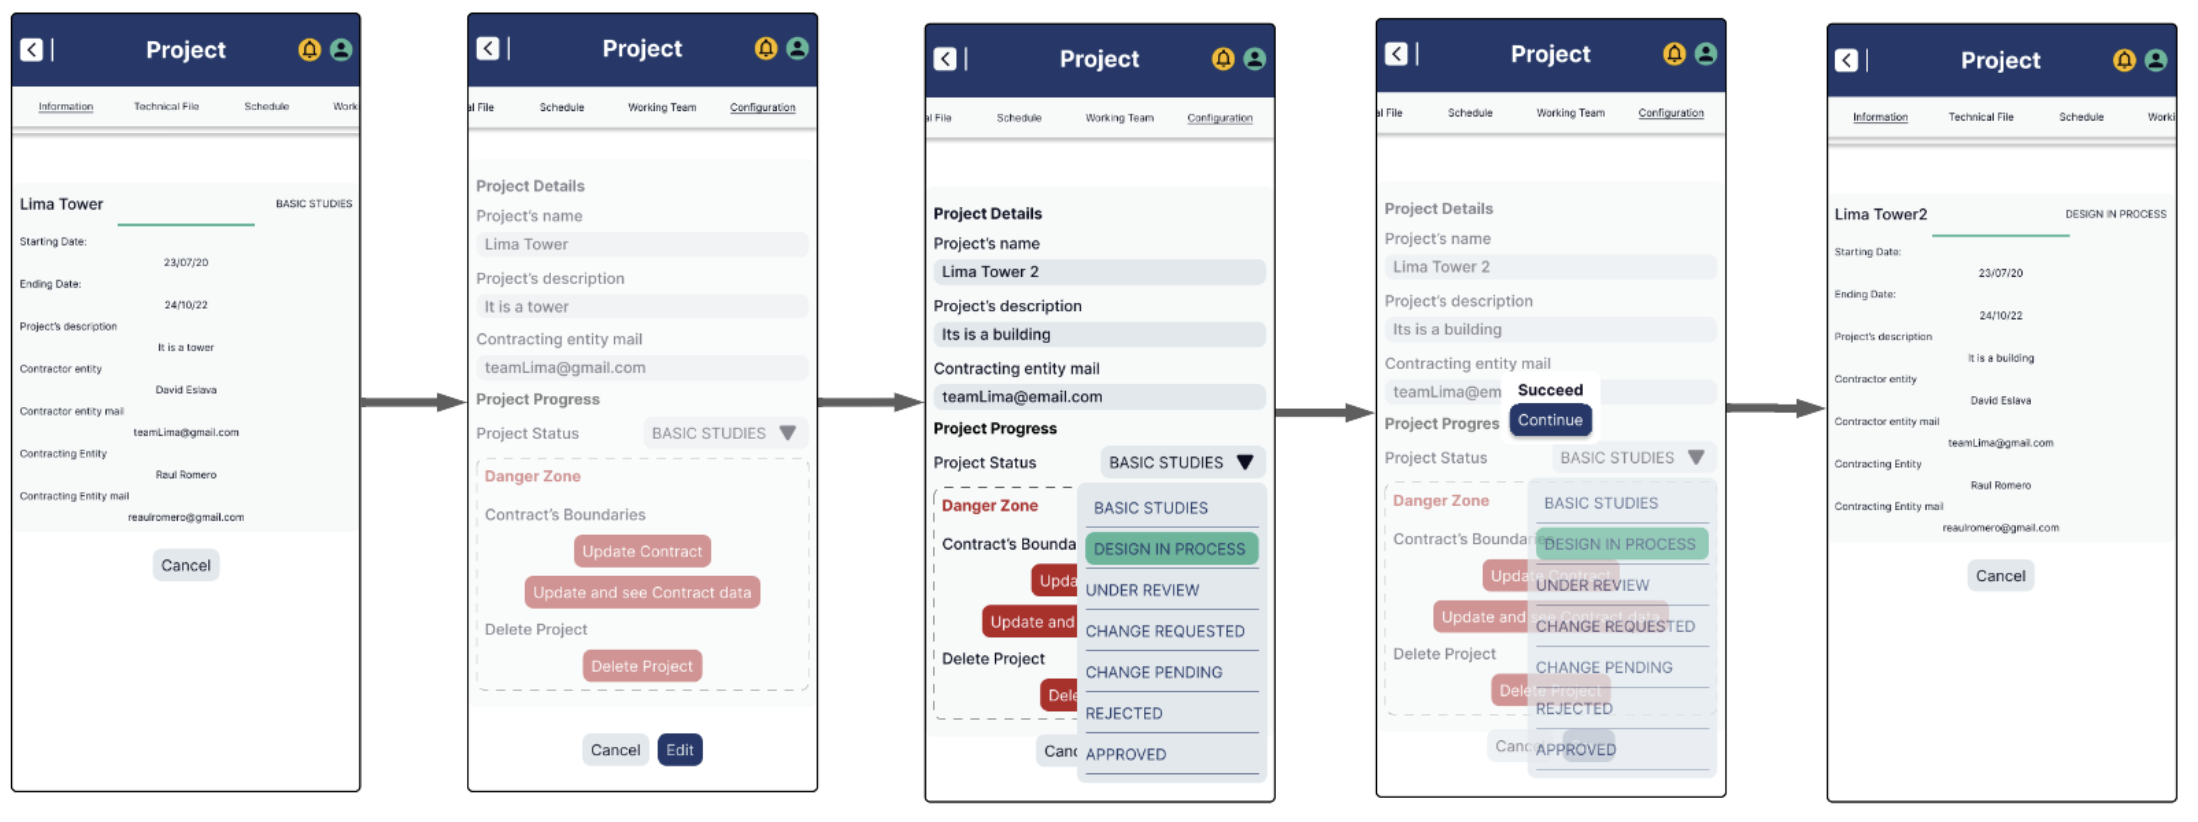 Project
Information Technical File Schedule Work
Lima Tower BASIC STUDIES
Starting Date:
23/07/20
Ending Date:
24/10/22
Project's description
It is a tower
Contractor entity
David Eslava
Contractor entity mail
teamLima@gmail.com
Contracting Entity
Raul Romero
Contracting Entity mail
reaulromero@gmail.com
Cancel
Project
al File Schedule Working Team Configuration
Project Details
Project's name
Lima Tower
Project's description
It is a tower
Contracting entity mail
teamLima@gmail.com
Project Progress
Project Status BASIC STUDIES
Danger Zone
Contract's Boundaries
Update Contract
Update and see Contract data
Delete Project
Delete Project
Cancel Edit
Project
al File Schedule Working Team Configuration
Project Details
Project's name
Lima Tower 2
Project's description
Its is a building
Contracting entity mail
teamLima@email.com
Project Progress
Project Status BASIC STUDIES
Danger Zone BASIC STUDIES
Contract's Bounda DESIGN IN PROCESS
Upda UNDER REVIEW
Update and CHANGE REQUESTED
Delete Project CHANGE PENDING
Dele REJECTED
Canc APPROVED
Project
al File Schedule Working Team Configuration
Project Details
Project's name
Lima Tower 2
Project's description
Its is a building
Contracting entity mail
teamLima@em Succeed
Continue
Project Progres
Project Status BASIC STUDIES
Danger Zone BASIC STUDIES
Contract's Boundaries DESIGN IN PROCESS
Update Contract UNDER REVIEW
Update and see Contract data CHANGE REQUESTED
Delete Project CHANGE PENDING
Delete Project REJECTED
Cancel APPROVED
Project
Information Technical File Schedule Worki
Lima Tower2 DESIGN IN PROCESS
Starting Date:
23/07/20
Ending Date:
24/10/22
Project's description
It is a building
Contractor entity
David Eslava
Contractor entity mail
teamLima@gmail.com
Contracting Entity
Raul Romero
Contracting Entity mail
reaulromero@gmail.com
Cancel